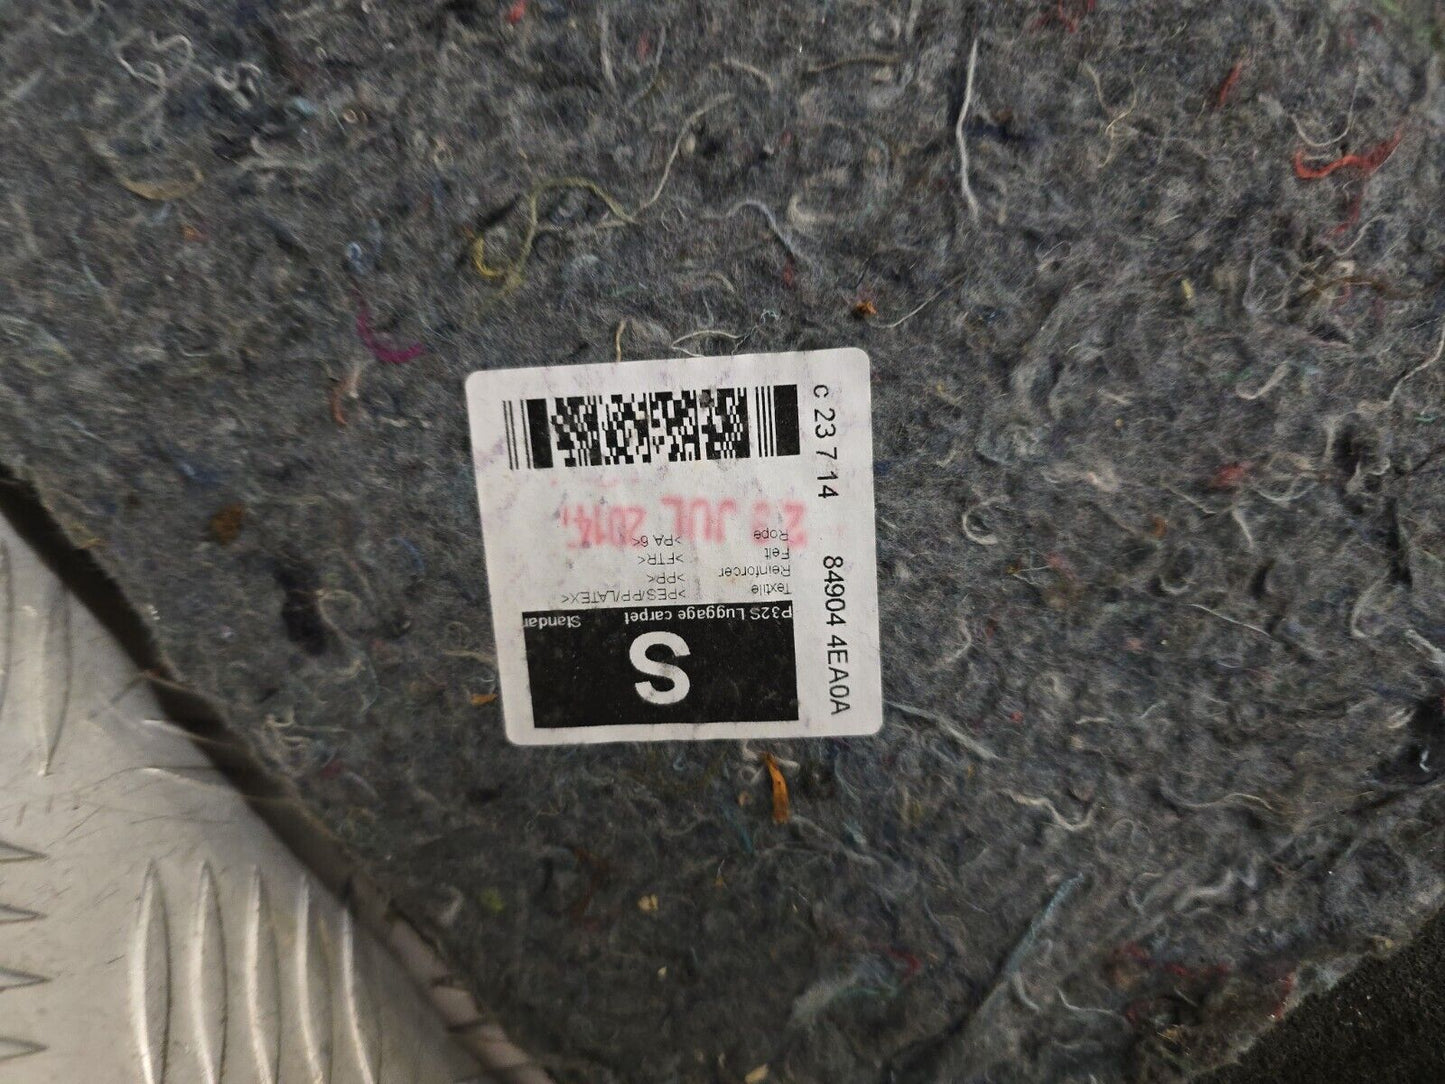 S
P32S Luggage carpet Standar
Textile >PES/PP/LATEX<
Reinforcer >PP<
Felt >FTR<
Rope >PA 6<
JUL 2014
c 23 7 14 84904 4EA0A